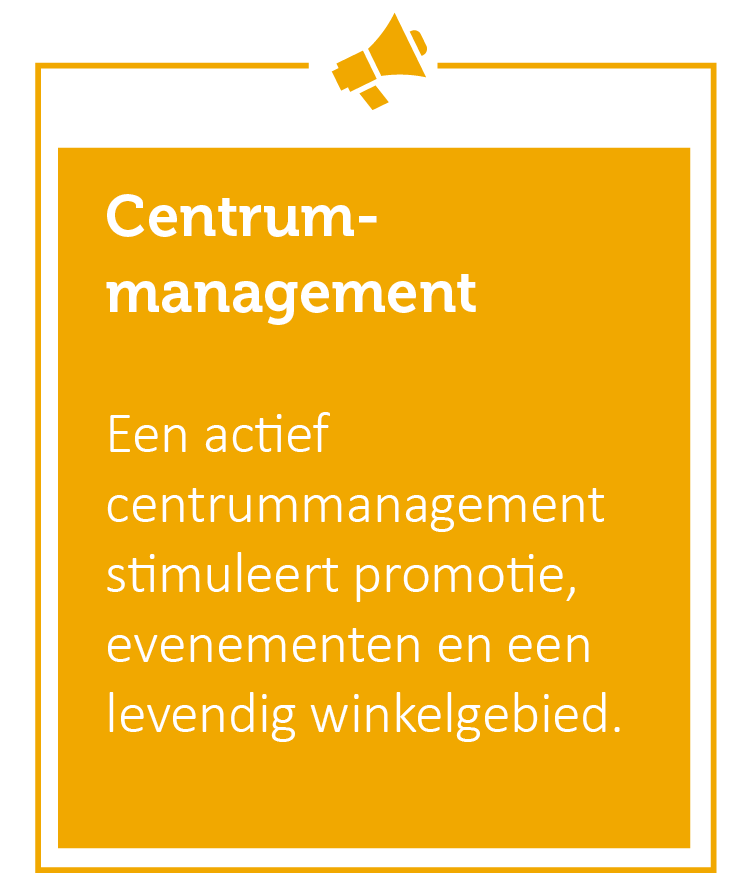 Centrum-
management
Een actief
centrummanagement
stimuleert promotie,
evenementen en een
levendig winkelgebied.